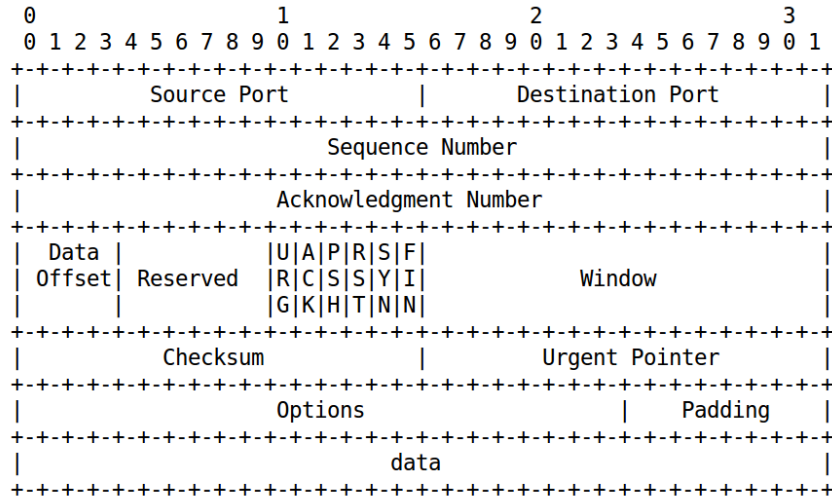 0                   1                   2                   3
 0 1 2 3 4 5 6 7 8 9 0 1 2 3 4 5 6 7 8 9 0 1 2 3 4 5 6 7 8 9 0 1
+-+-+-+-+-+-+-+-+-+-+-+-+-+-+-+-+-+-+-+-+-+-+-+-+-+-+-+-+-+-+-+-+
|          Source Port          |       Destination Port        |
+-+-+-+-+-+-+-+-+-+-+-+-+-+-+-+-+-+-+-+-+-+-+-+-+-+-+-+-+-+-+-+-+
|                        Sequence Number                        |
+-+-+-+-+-+-+-+-+-+-+-+-+-+-+-+-+-+-+-+-+-+-+-+-+-+-+-+-+-+-+-+-+
|                    Acknowledgment Number                      |
+-+-+-+-+-+-+-+-+-+-+-+-+-+-+-+-+-+-+-+-+-+-+-+-+-+-+-+-+-+-+-+-+
|  Data |           |U|A|P|R|S|F|                               |
| Offset| Reserved  |R|C|S|S|Y|I|            Window             |
|       |           |G|K|H|T|N|N|                               |
+-+-+-+-+-+-+-+-+-+-+-+-+-+-+-+-+-+-+-+-+-+-+-+-+-+-+-+-+-+-+-+-+
|           Checksum            |         Urgent Pointer        |
+-+-+-+-+-+-+-+-+-+-+-+-+-+-+-+-+-+-+-+-+-+-+-+-+-+-+-+-+-+-+-+-+
|                    Options                    |    Padding    |
+-+-+-+-+-+-+-+-+-+-+-+-+-+-+-+-+-+-+-+-+-+-+-+-+-+-+-+-+-+-+-+-+
|                             data                              |
+-+-+-+-+-+-+-+-+-+-+-+-+-+-+-+-+-+-+-+-+-+-+-+-+-+-+-+-+-+-+-+-+